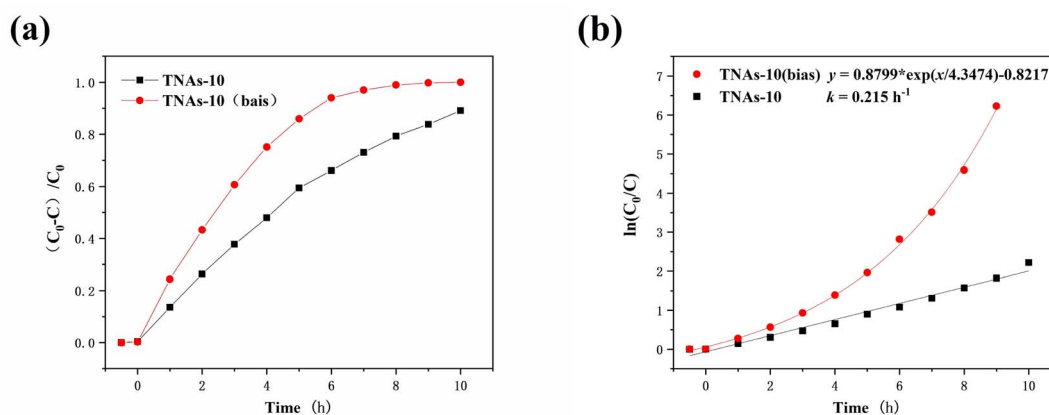 (a)
TNAs-10
TNAs-10（bais）
1.0
0.8
0.6
0.4
0.2
0.0
（C₀-C）/C₀
0
2
4
6
8
10
Time (h)
(b)
TNAs-10(bias) y = 0.8799*exp(x/4.3474)-0.8217
TNAs-10 k = 0.215 h⁻¹
7
6
5
4
3
2
1
0
ln(C₀/C)
0
2
4
6
8
10
Time (h)